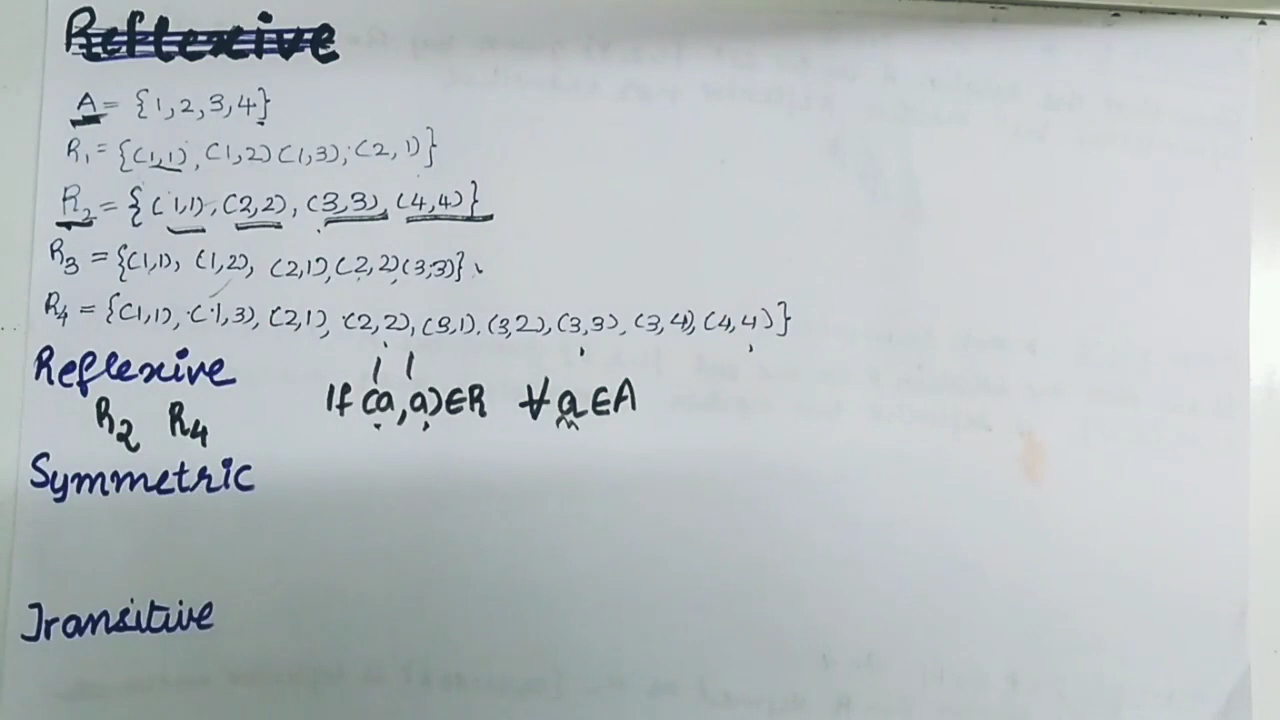 Reflexive
A = {1,2,3,4}
R₁ = {(1,1), (1,2) (1,3), (2,1)}
R₂ = {(1,1), (2,2), (3,3), (4,4)}
R₃ = {(1,1), (1,2), (2,1), (2,2) (3,3)}
R₄ = {(1,1), (1,3), (2,1), (2,2), (3,1), (3,2), (3,3), (3,4), (4,4)}
Reflexive If (a,a) ∈ R ∀ a ∈ A
R₂ R₄
Symmetric
Transitive